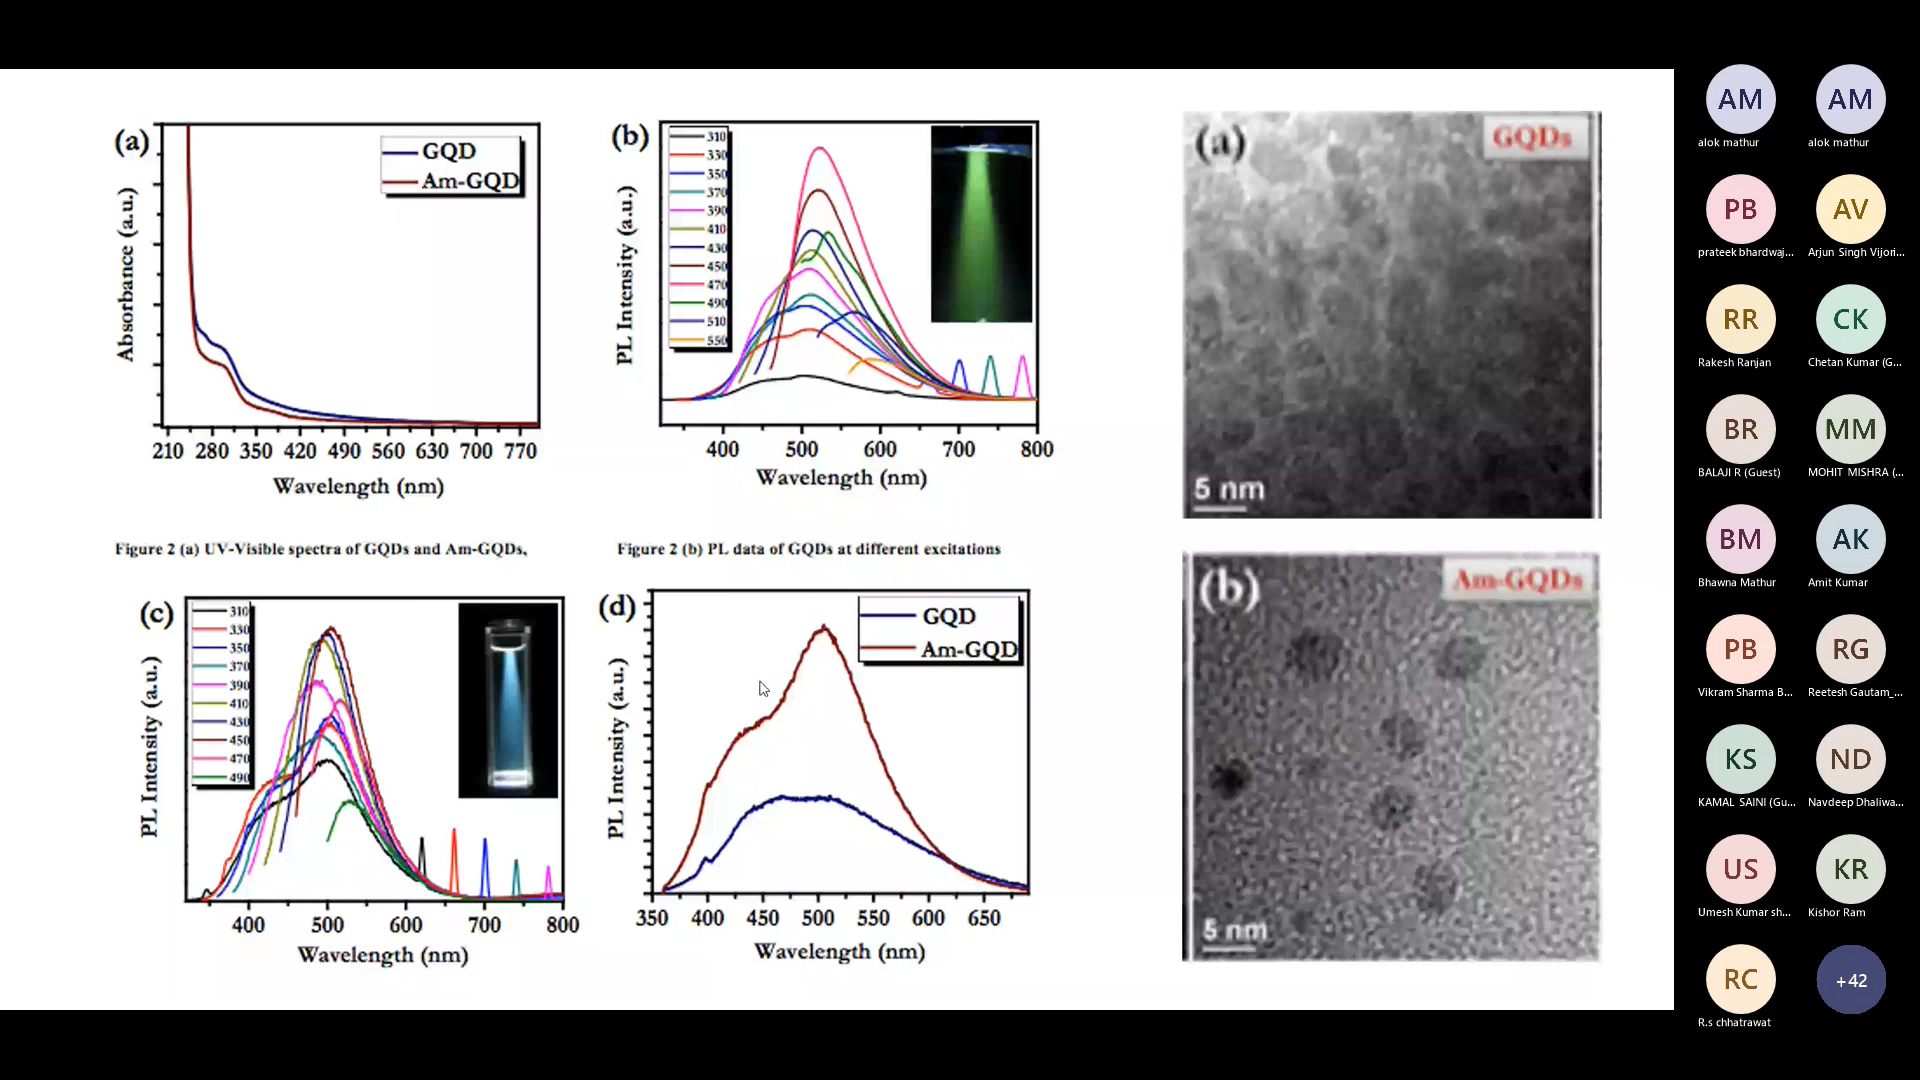 (a)
GQD
Am-GQD
Absorbance (a.u.)
210 280 350 420 490 560 630 700 770
Wavelength (nm)
Figure 2 (a) UV-Visible spectra of GQDs and Am-GQDs,
(b)
310
330
350
370
390
410
430
450
470
490
510
550
PL Intensity (a.u.)
400 500 600 700 800
Wavelength (nm)
Figure 2 (b) PL data of GQDs at different excitations
(c)
310
330
350
370
390
410
430
450
470
490
PL Intensity (a.u.)
400 500 600 700 800
Wavelength (nm)
(d)
GQD
Am-GQD
PL Intensity (a.u.)
350 400 450 500 550 600 650
Wavelength (nm)
(a)
GQDs
5 nm
(b)
Am-GQDs
5 nm
AM
alok mathur
AM
alok mathur
PB
prateek bhardwaj...
AV
Arjun Singh Vijori...
RR
Rakesh Ranjan
CK
Chetan Kumar (G...
BR
BALAJI R (Guest)
MM
MOHIT MISHRA (...
BM
Bhawna Mathur
AK
Amit Kumar
PB
Vikram Sharma B...
RG
Reetesh Gautam_...
KS
KAMAL SAINI (Gu...
ND
Navdeep Dhaliwa...
US
Umesh Kumar sh...
KR
Kishor Ram
RC
R.s chhatrawat
+42